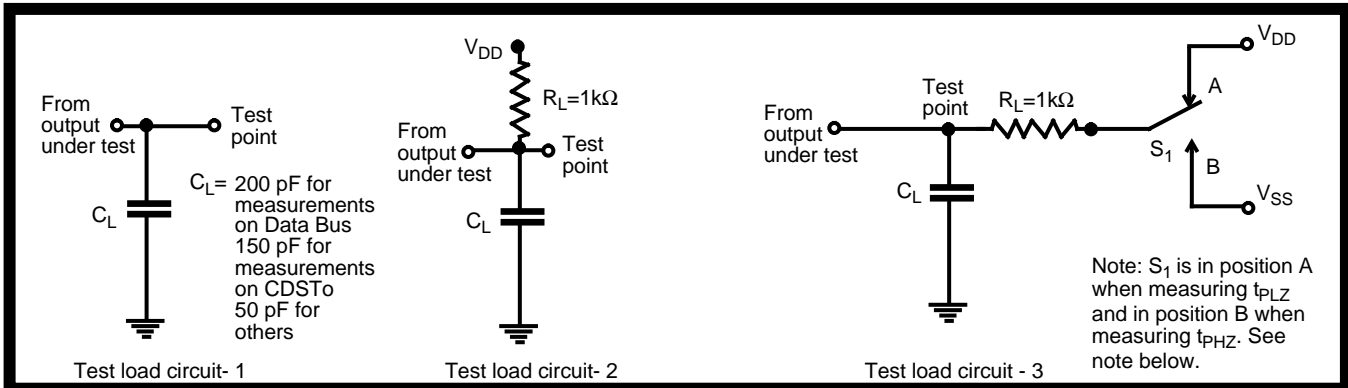 From
output
under test
Test
point
C_L
C_L= 200 pF for
measurements
on Data Bus
150 pF for
measurements
on CDSTo
50 pF for
others
Test load circuit- 1
V_DD
R_L=1kΩ
From
output
under test
Test
point
C_L
Test load circuit- 2
From
output
under test
Test
point
R_L=1kΩ
C_L
V_DD
A
S_1
B
V_SS
Note: S_1 is in position A
when measuring t_PLZ
and in position B when
measuring t_PHZ. See
note below.
Test load circuit - 3